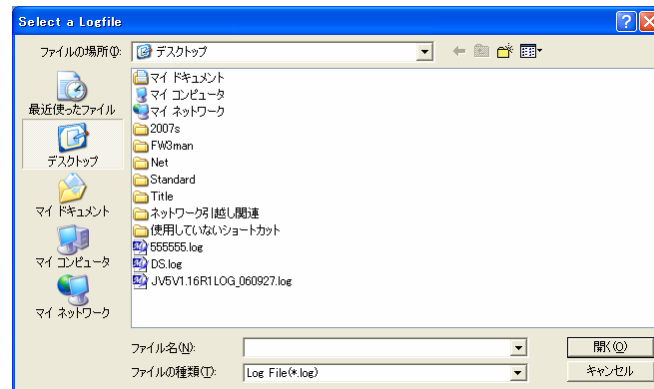 Select a Logfile
ファイルの場所(I):
デスクトップ
最近使ったファイル
デスクトップ
マイ ドキュメント
マイ コンピュータ
マイ ネットワーク
マイ ドキュメント
マイ コンピュータ
マイ ネットワーク
2007s
FW3man
Net
Standard
Title
ネットワーク引越し関連
使用していないショートカット
555555.log
DS.log
JV5V1.16R1LOG_060927.log
ファイル名(N):
開く(O)
ファイルの種類(T):
Log File(*.log)
キャンセル